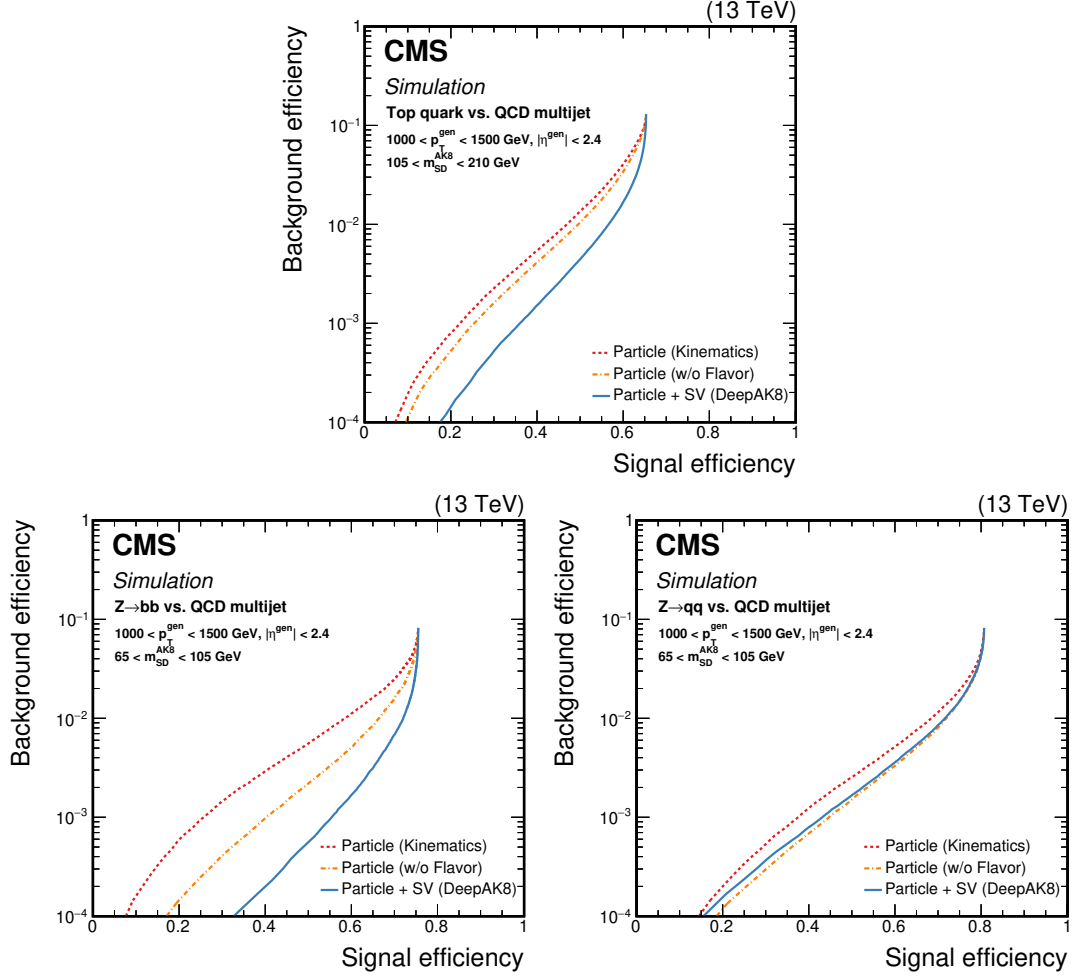 (13 TeV)
CMS
Simulation
Top quark vs. QCD multijet
1000 < p_T^gen < 1500 GeV, |η^gen| < 2.4
105 < m_SD^AK8 < 210 GeV
Background efficiency
1
10^−1
10^−2
10^−3
10^−4
Particle (Kinematics)
Particle (w/o Flavor)
Particle + SV (DeepAK8)
0 0.2 0.4 0.6 0.8 1
Signal efficiency
(13 TeV)
CMS
Simulation
Z→bb vs. QCD multijet
1000 < p_T^gen < 1500 GeV, |η^gen| < 2.4
65 < m_SD^AK8 < 105 GeV
Background efficiency
1
10^−1
10^−2
10^−3
10^−4
Particle (Kinematics)
Particle (w/o Flavor)
Particle + SV (DeepAK8)
0 0.2 0.4 0.6 0.8 1
Signal efficiency
(13 TeV)
CMS
Simulation
Z→qq vs. QCD multijet
1000 < p_T^gen < 1500 GeV, |η^gen| < 2.4
65 < m_SD^AK8 < 105 GeV
Background efficiency
1
10^−1
10^−2
10^−3
10^−4
Particle (Kinematics)
Particle (w/o Flavor)
Particle + SV (DeepAK8)
0 0.2 0.4 0.6 0.8 1
Signal efficiency